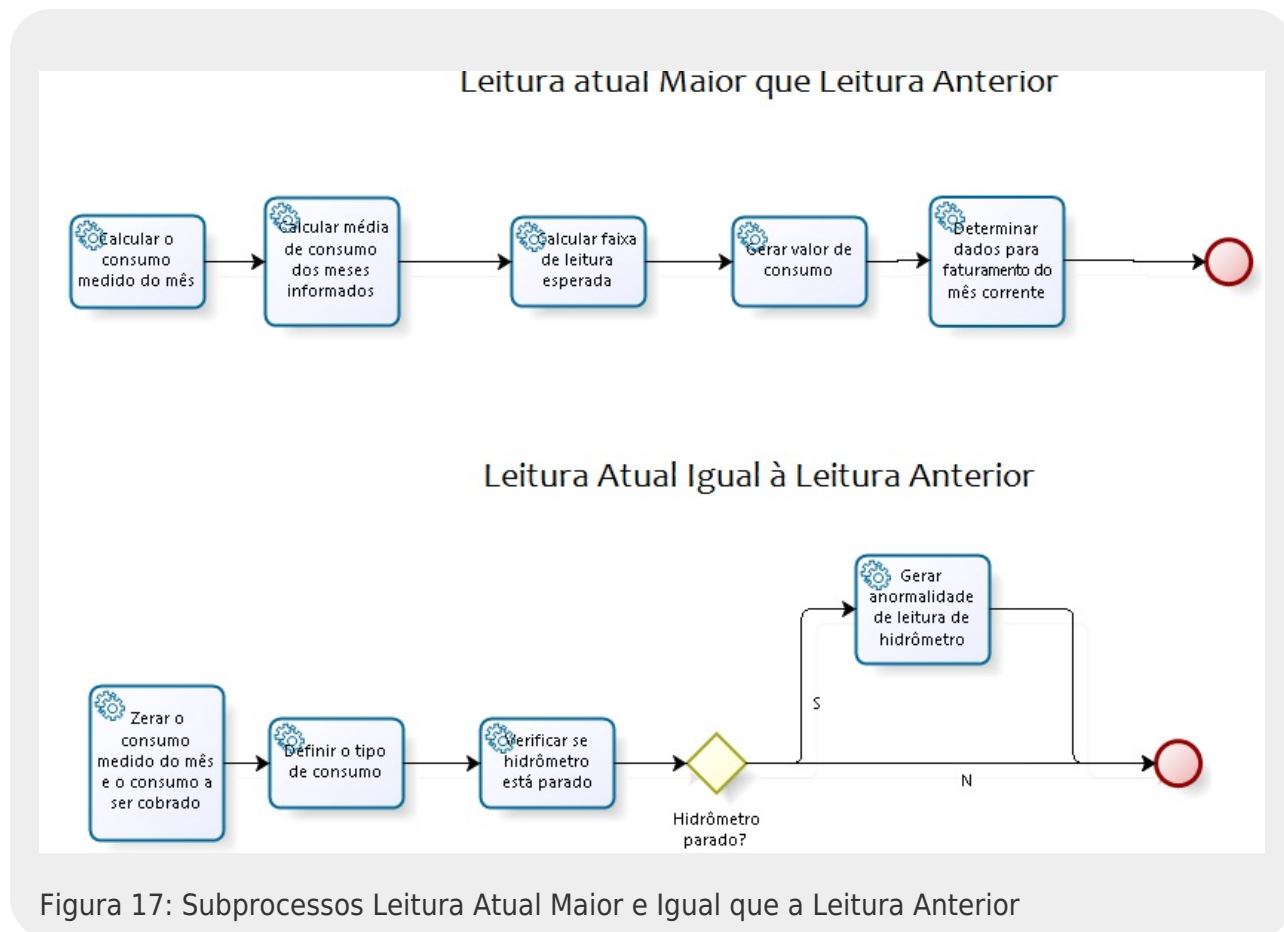 Leitura atual Maior que Leitura Anterior
Calcular o
consumo
medido do mês
Calcular média
de consumo
dos meses
informados
Calcular faixa
de leitura
esperada
Gerar valor de
consumo
Determinar
dados para
faturamento do
mês corrente
Leitura Atual Igual à Leitura Anterior
Zerar o
consumo
medido do mês
e o consumo a
ser cobrado
Definir o tipo
de consumo
Verificar se
hidrômetro
está parado
Hidrômetro
parado?
S
Gerar
anormalidade
de leitura de
hidrômetro
N
Figura 17: Subprocessos Leitura Atual Maior e Igual que a Leitura Anterior